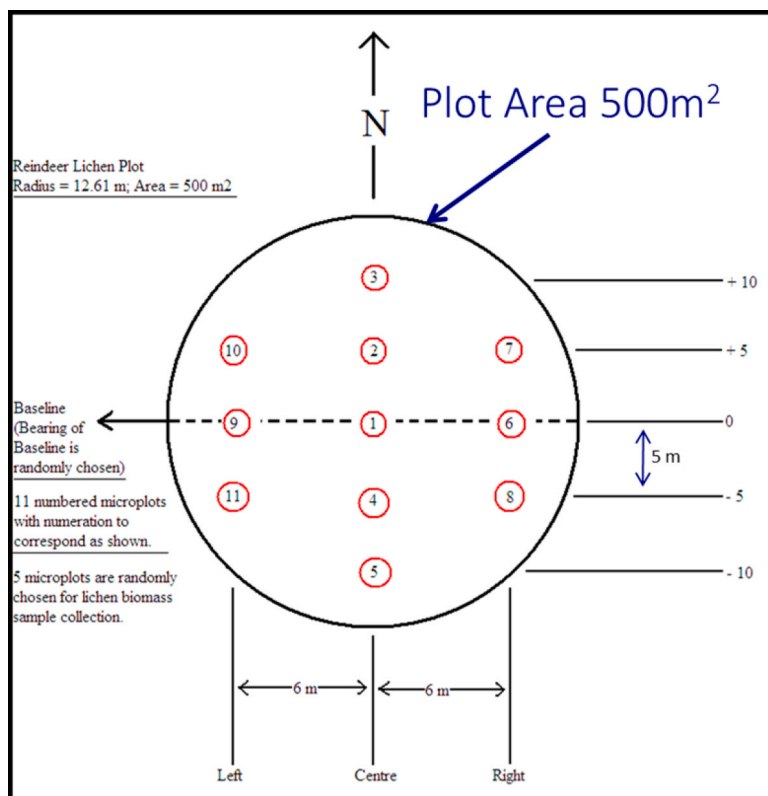 N
Plot Area 500m²
Reindeer Lichen Plot
Radius = 12.61 m; Area = 500 m2
3
+ 10
10
2
7
+ 5
Baseline
(Bearing of
Baseline is
randomly chosen)
9
1
6
0
5 m
11 numbered microplots
with numeration to
correspond as shown.
11
4
8
- 5
5 microplots are randomly
chosen for lichen biomass
sample collection.
5
- 10
6 m
6 m
Left
Centre
Right